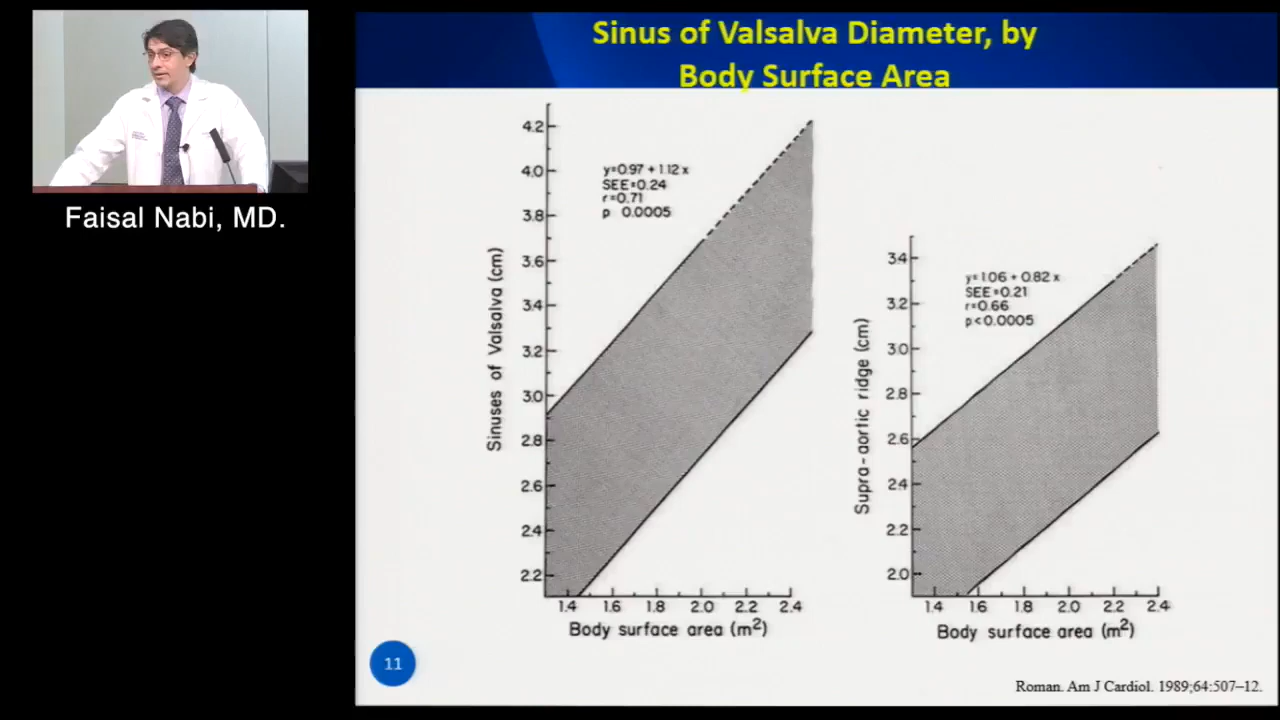 Faisal Nabi, MD.
Sinus of Valsalva Diameter, by
Body Surface Area
4.2
4.0
3.8
3.6
3.4
3.2
3.0
2.8
2.6
2.4
2.2
Sinuses of Valsalva (cm)
y=0.97 + 1.12 x
SEE=0.24
r=0.71
p 0.0005
1.4 1.6 1.8 2.0 2.2 2.4
Body surface area (m²)
3.4
3.2
3.0
2.8
2.6
2.4
2.2
2.0
Supra-aortic ridge (cm)
y=1.06 + 0.82 x
SEE=0.21
r=0.66
p<0.0005
1.4 1.6 1.8 2.0 2.2 2.4
Body surface area (m²)
11
Roman. Am J Cardiol. 1989;64:507–12.